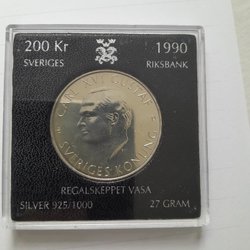 200 Kr
1990
SVERIGES
RIKSBANK
CARL XVI GUSTAF
SVERIGES KONUNG
REGALSKEPPET VASA
SILVER 925/1000
27 GRAM